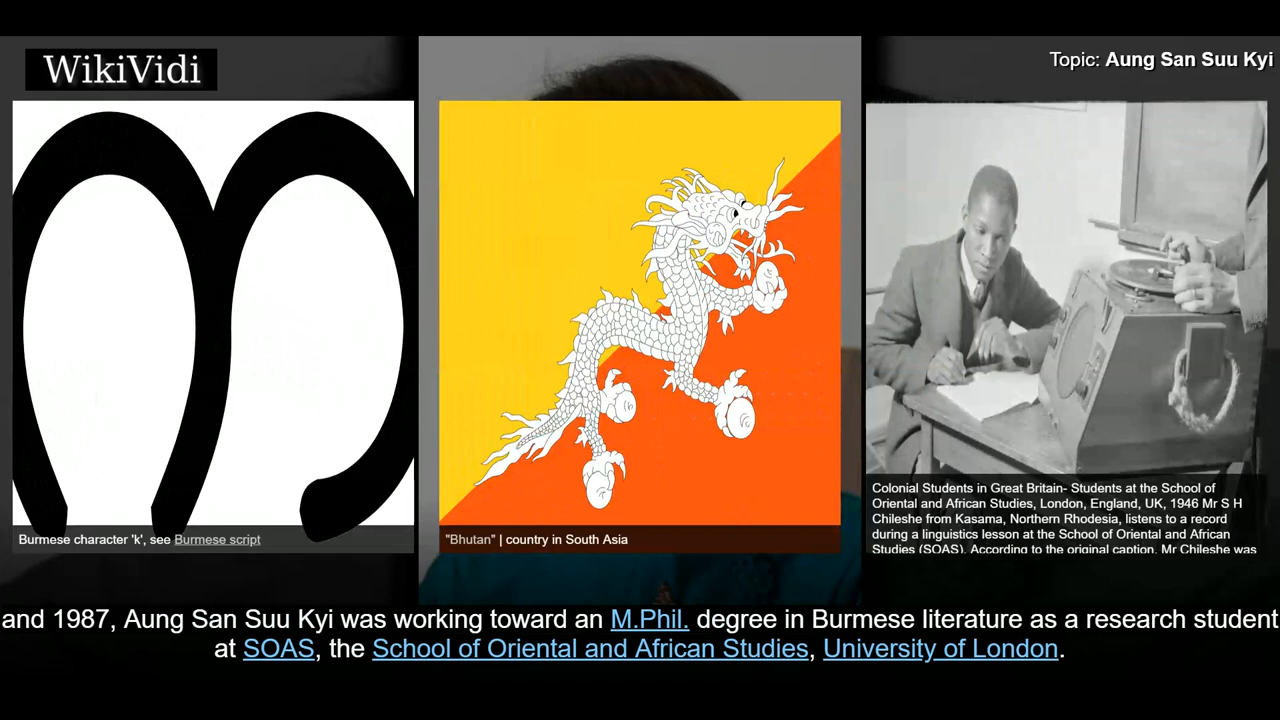 WikiVidi
Topic: Aung San Suu Kyi
က
Burmese character 'k', see Burmese script
"Bhutan" | country in South Asia
Colonial Students in Great Britain- Students at the School of
Oriental and African Studies, London, England, UK, 1946 Mr S H
Chileshe from Kasama, Northern Rhodesia, listens to a record
during a linguistics lesson at the School of Oriental and African
Studies (SOAS). According to the original caption, Mr Chileshe was
and 1987, Aung San Suu Kyi was working toward an M.Phil. degree in Burmese literature as a research student
at SOAS, the School of Oriental and African Studies, University of London.